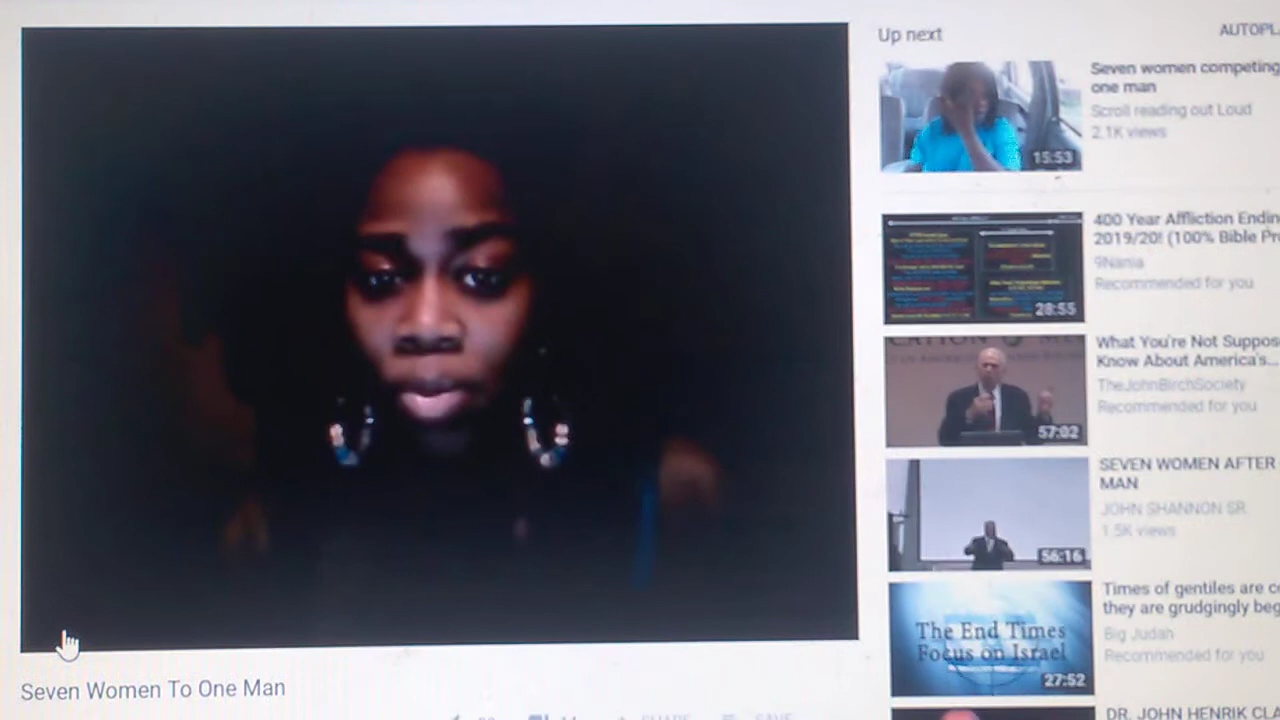 Up next
AUTOPL
Seven women competing
one man
Scroll reading out Loud
2.1K views
15:53
400 Year Affliction Endin
2019/20! (100% Bible Pr
9Nania
Recommended for you
28:55
What You're Not Suppos
Know About America's...
TheJohnBirchSociety
Recommended for you
57:02
SEVEN WOMEN AFTER
MAN
JOHN SHANNON SR.
1.5K views
56:16
Times of gentiles are c
they are grudgingly beg
Big Judah
Recommended for you
The End Times
Focus on Israel
27:52
Seven Women To One Man
SHARE
SAVE
DR. JOHN HENRIK CLA